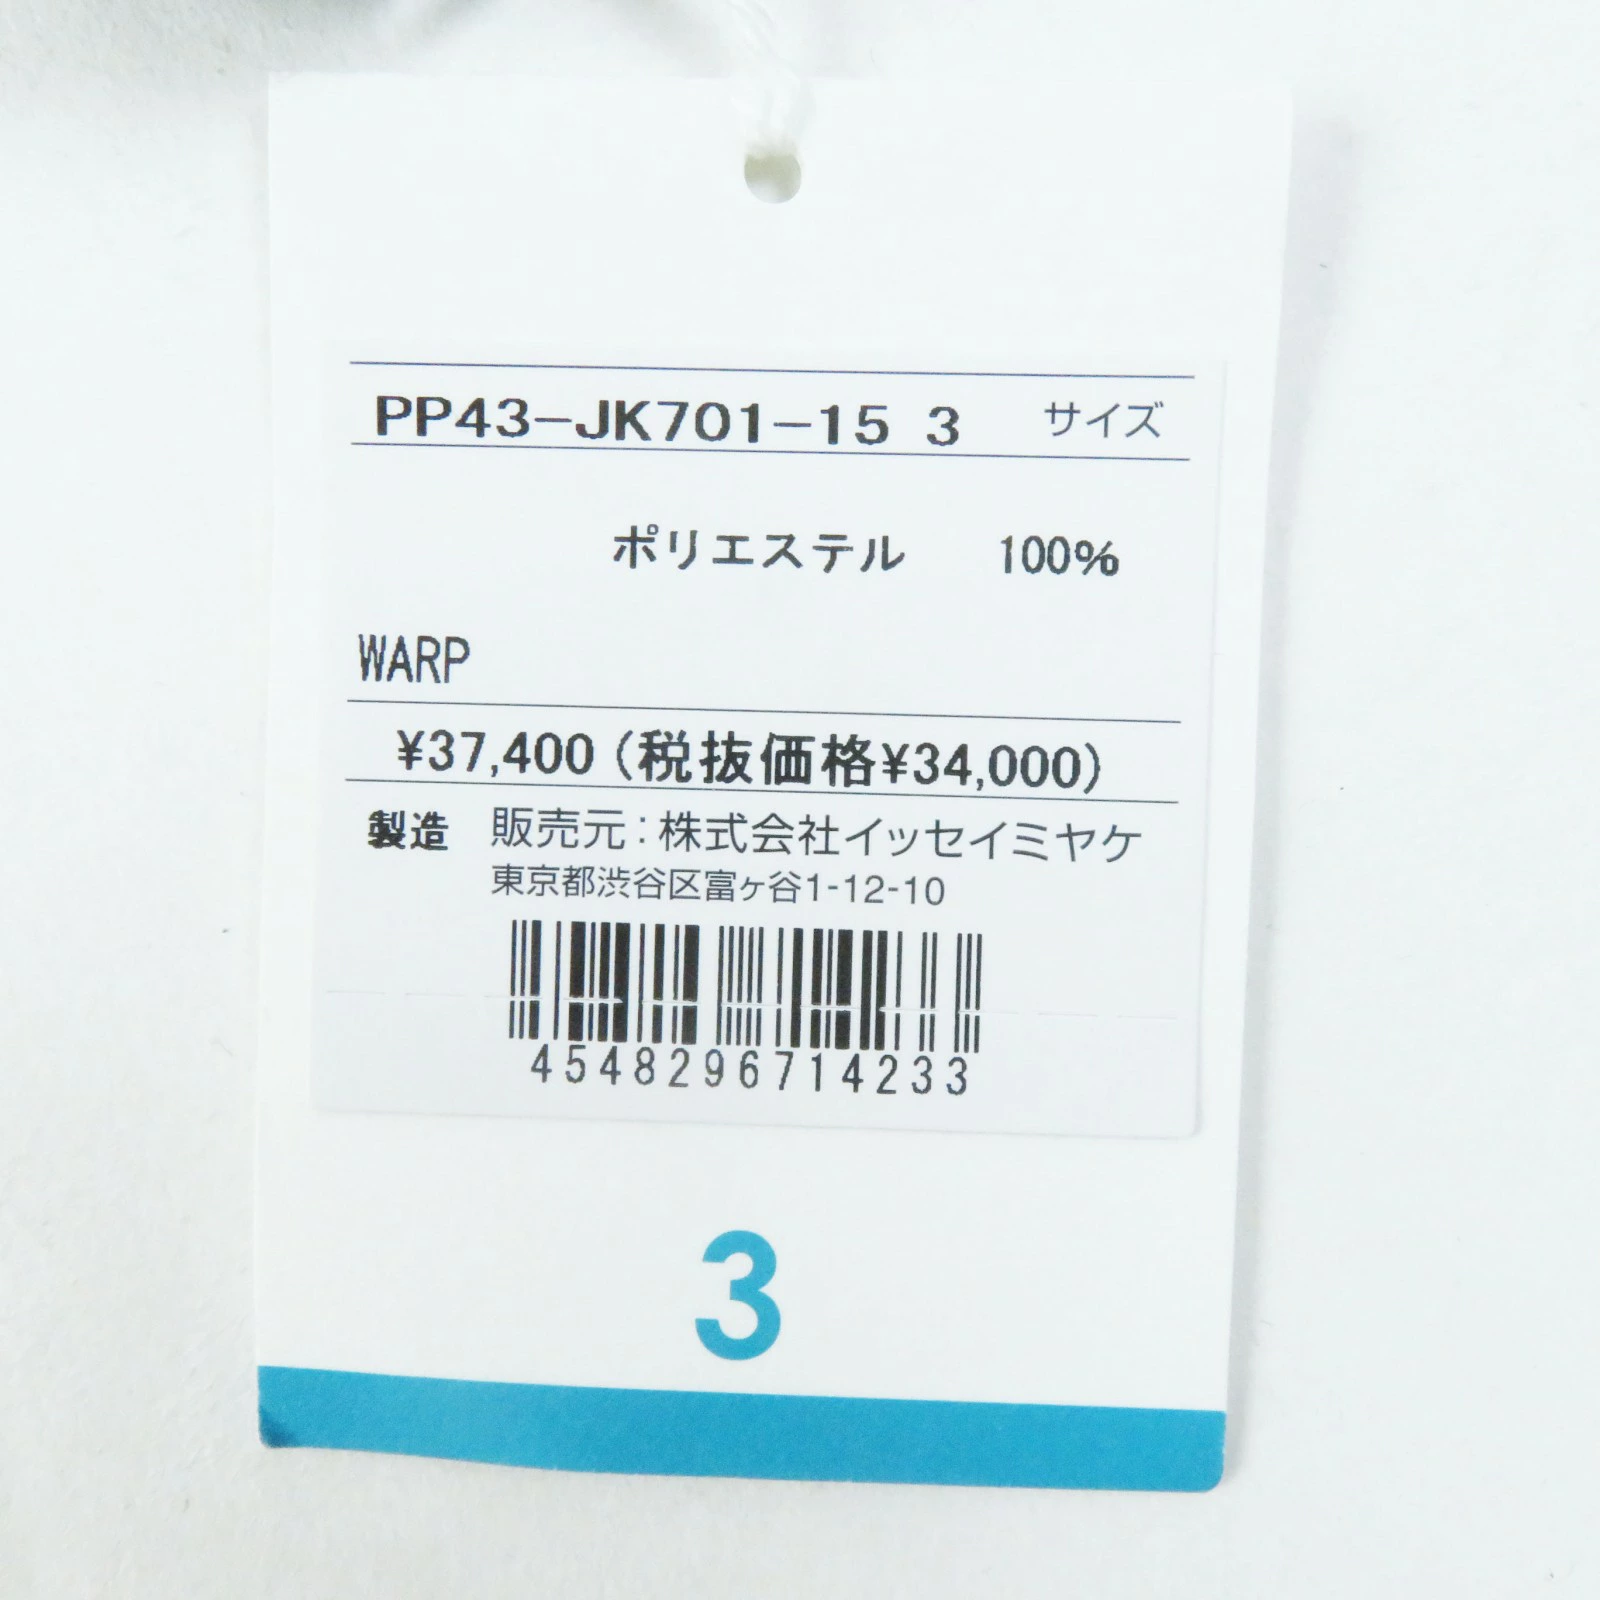 PP43-JK701-15 3 サイズ
ポリエステル 100%
WARP
¥37,400(税抜価格¥34,000)
製造 販売元:株式会社イッセイミヤケ
東京都渋谷区富ヶ谷1-12-10
4548296714233
3